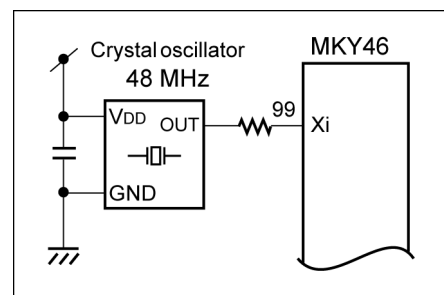 Crystal oscillator
48 MHz
MKY46
VDD
OUT
99
Xi
GND